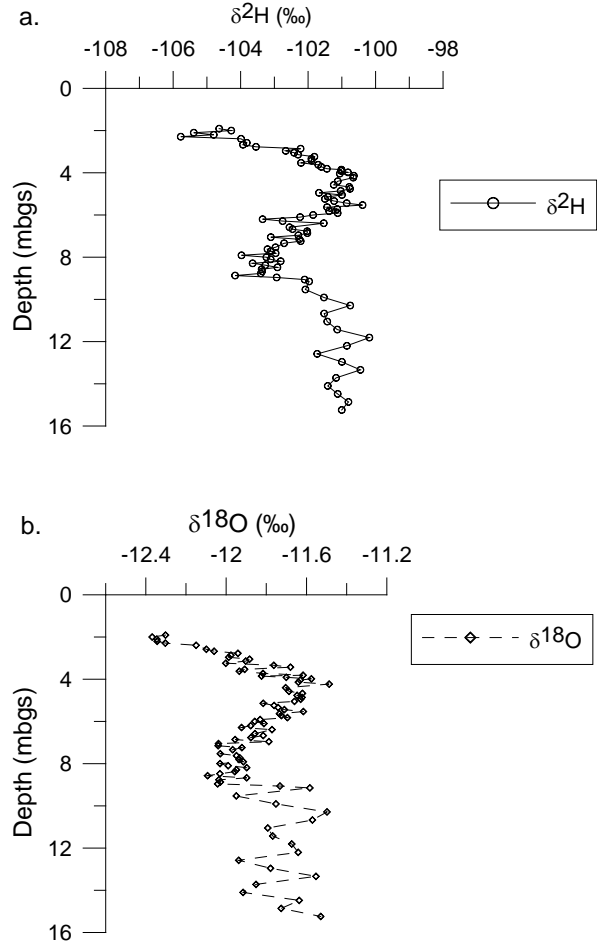 a.
δ²H (‰)
-108 -106 -104 -102 -100 -98
0
4
8
12
16
Depth (mbgs)
δ²H
b.
δ¹⁸O (‰)
-12.4 -12 -11.6 -11.2
0
4
8
12
16
Depth (mbgs)
δ¹⁸O